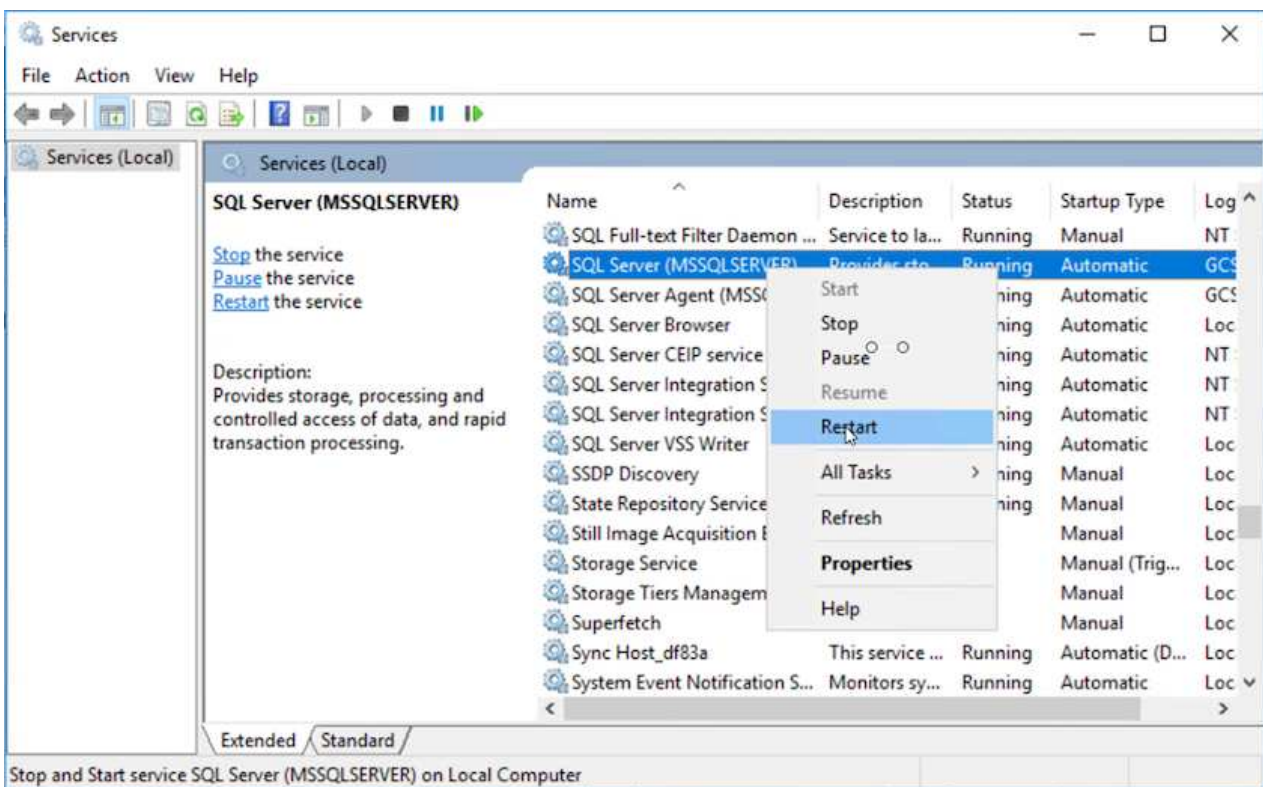 Services
File Action View Help
Services (Local)
Services (Local)
SQL Server (MSSQLSERVER)
Stop the service
Pause the service
Restart the service
Description:
Provides storage, processing and
controlled access of data, and rapid
transaction processing.
Name Description Status Startup Type Log
SQL Full-text Filter Daemon ... Service to la... Running Manual NT
SQL Server (MSSQLSERVER) Provides sto... Running Automatic GCS
SQL Server Agent (MSS Automatic GCS
SQL Server Browser Automatic Loc
SQL Server CEIP service Automatic NT
SQL Server Integration S Automatic NT
SQL Server Integration S Automatic NT
SQL Server VSS Writer Automatic Loc
SSDP Discovery Manual Loc
State Repository Service Manual Loc
Still Image Acquisition E Manual Loc
Storage Service Manual (Trig... Loc
Storage Tiers Managem Manual Loc
Superfetch Manual Loc
Sync Host_df83a This service ... Running Automatic (D... Loc
System Event Notification S... Monitors sy... Running Automatic Loc
Start
Stop
Pause
Resume
Restart
All Tasks
Refresh
Properties
Help
Extended Standard
Stop and Start service SQL Server (MSSQLSERVER) on Local Computer